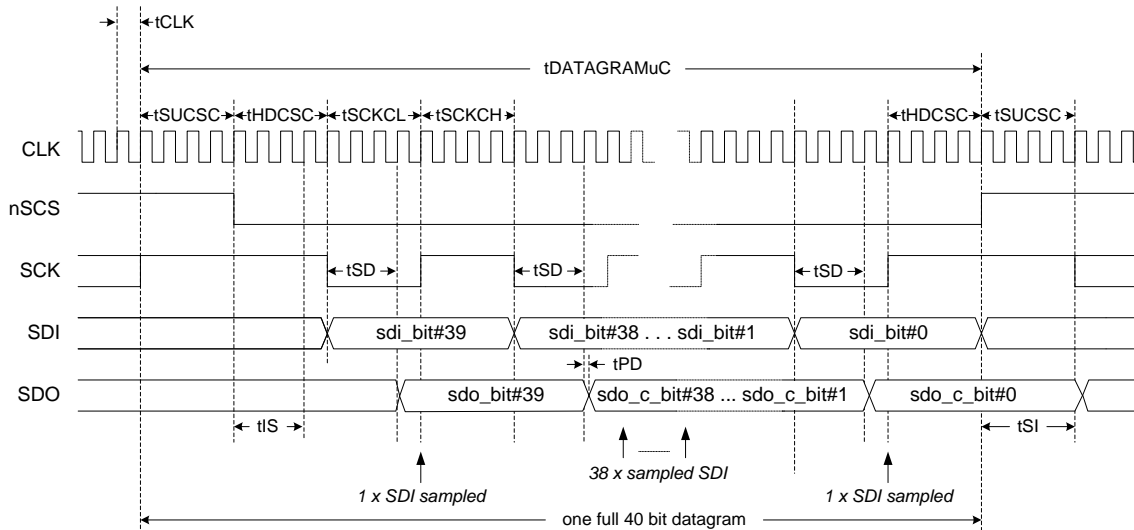 tCLK
tDATAGRAMuC
tSUCSC tHDCSC tSCKCL tSCKCH tHDCSC tSUCSC
CLK
nSCS
SCK tSD tSD tSD
SDI sdi_bit#39 sdi_bit#38 . . . sdi_bit#1 sdi_bit#0
tPD
SDO sdo_bit#39 sdo_c_bit#38 ... sdo_c_bit#1 sdo_c_bit#0
tIS tSI
38 x sampled SDI
1 x SDI sampled 1 x SDI sampled
one full 40 bit datagram